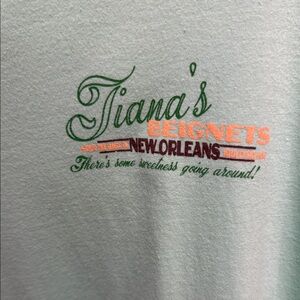 Tiana's
BEIGNETS
NEW.ORLEANS
There's some sweetness going around!